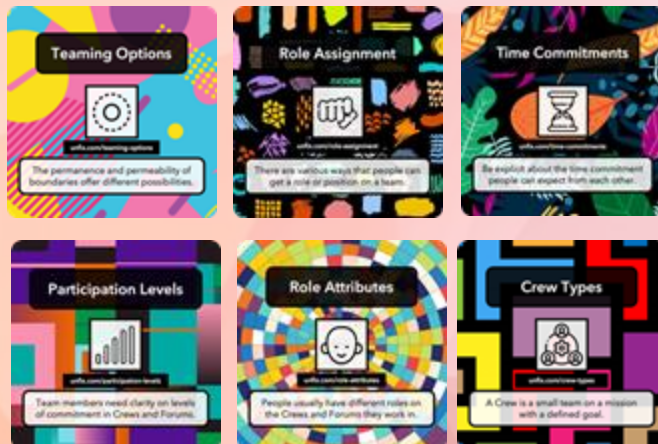 Teaming Options
unfix.com/teaming-options
The permanence and permeability of
boundaries offer different possibilities.
Role Assignment
unfix.com/role-assignment
There are various ways that people can
get a role or position on a team.
Time Commitments
unfix.com/time-commitments
Be explicit about the time commitment
people can expect from each other.
Participation Levels
unfix.com/participation-levels
Team members need clarity on levels
of commitment in Crews and Forums.
Role Attributes
unfix.com/role-attributes
People usually have different roles on
the Crews and Forums they work in.
Crew Types
unfix.com/crew-types
A Crew is a small team on a mission
with a defined goal.